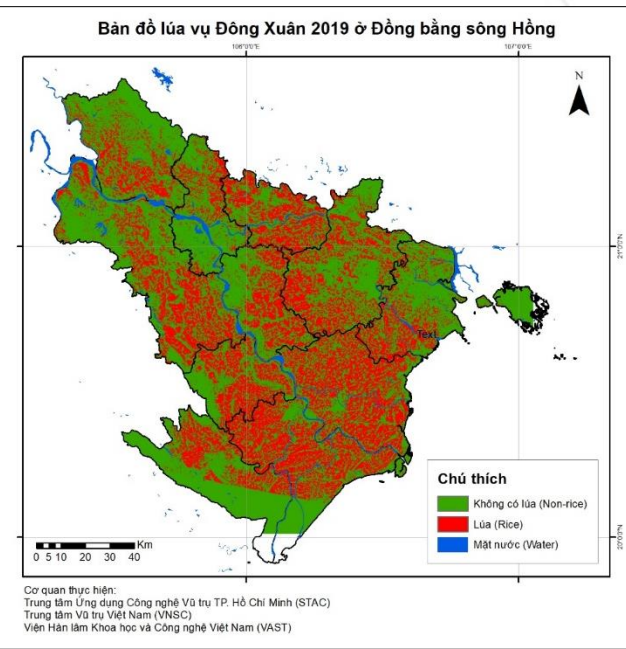 Bản đồ lúa vụ Đông Xuân 2019 ở Đồng bằng sông Hồng
106°0'0"E 107°0'0"E
N
21°0'0"N
Text
Chú thích
Không có lúa (Non-rice)
Lúa (Rice)
Mặt nước (Water)
20°0'0"N
Km
0 5 10 20 30 40
Cơ quan thực hiện:
Trung tâm Ứng dụng Công nghệ Vũ trụ TP. Hồ Chí Minh (STAC)
Trung tâm Vũ trụ Việt Nam (VNSC)
Viện Hàn lâm Khoa học và Công nghệ Việt Nam (VAST)